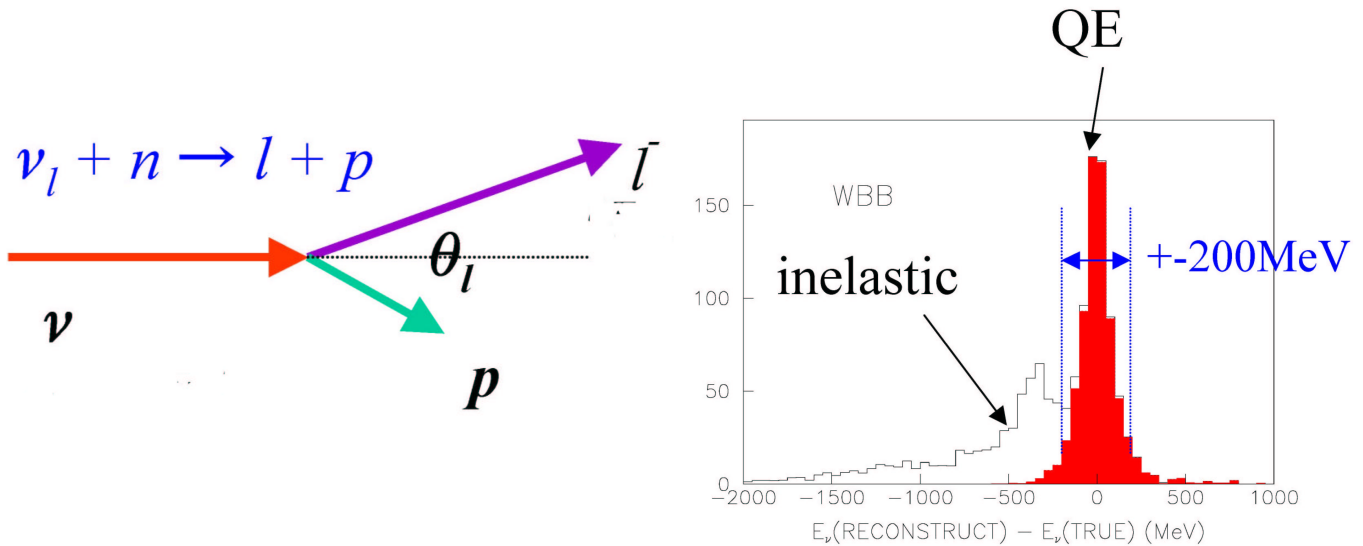 ν_l + n → l + p
l⁻
θ_l
ν
p
QE
WBB
inelastic
+-200MeV
150
100
50
0
−2000 −1500 −1000 −500 0 500 1000
E_ν(RECONSTRUCT) − E_ν(TRUE) (MeV)